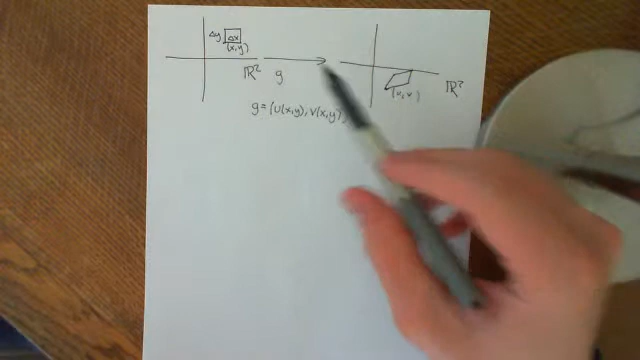 Δy Δx
(x,y)
ℝ² g ℝ²
(u,v)
g = (U(x,y), V(x,y))